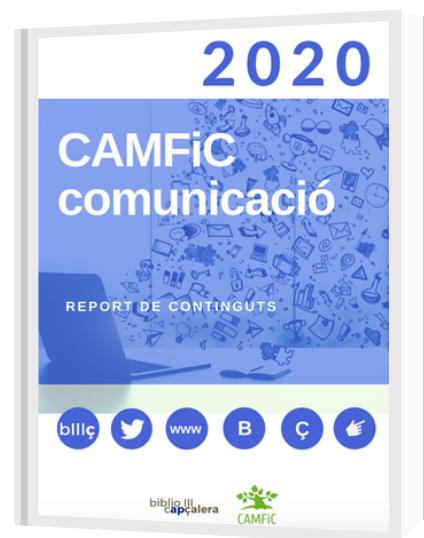 2020
CAMFiC
comunicació
REPORT DE CONTINGUTS
bIIIç
www
B
Ç
biblio III
capçalera
CAMFiC